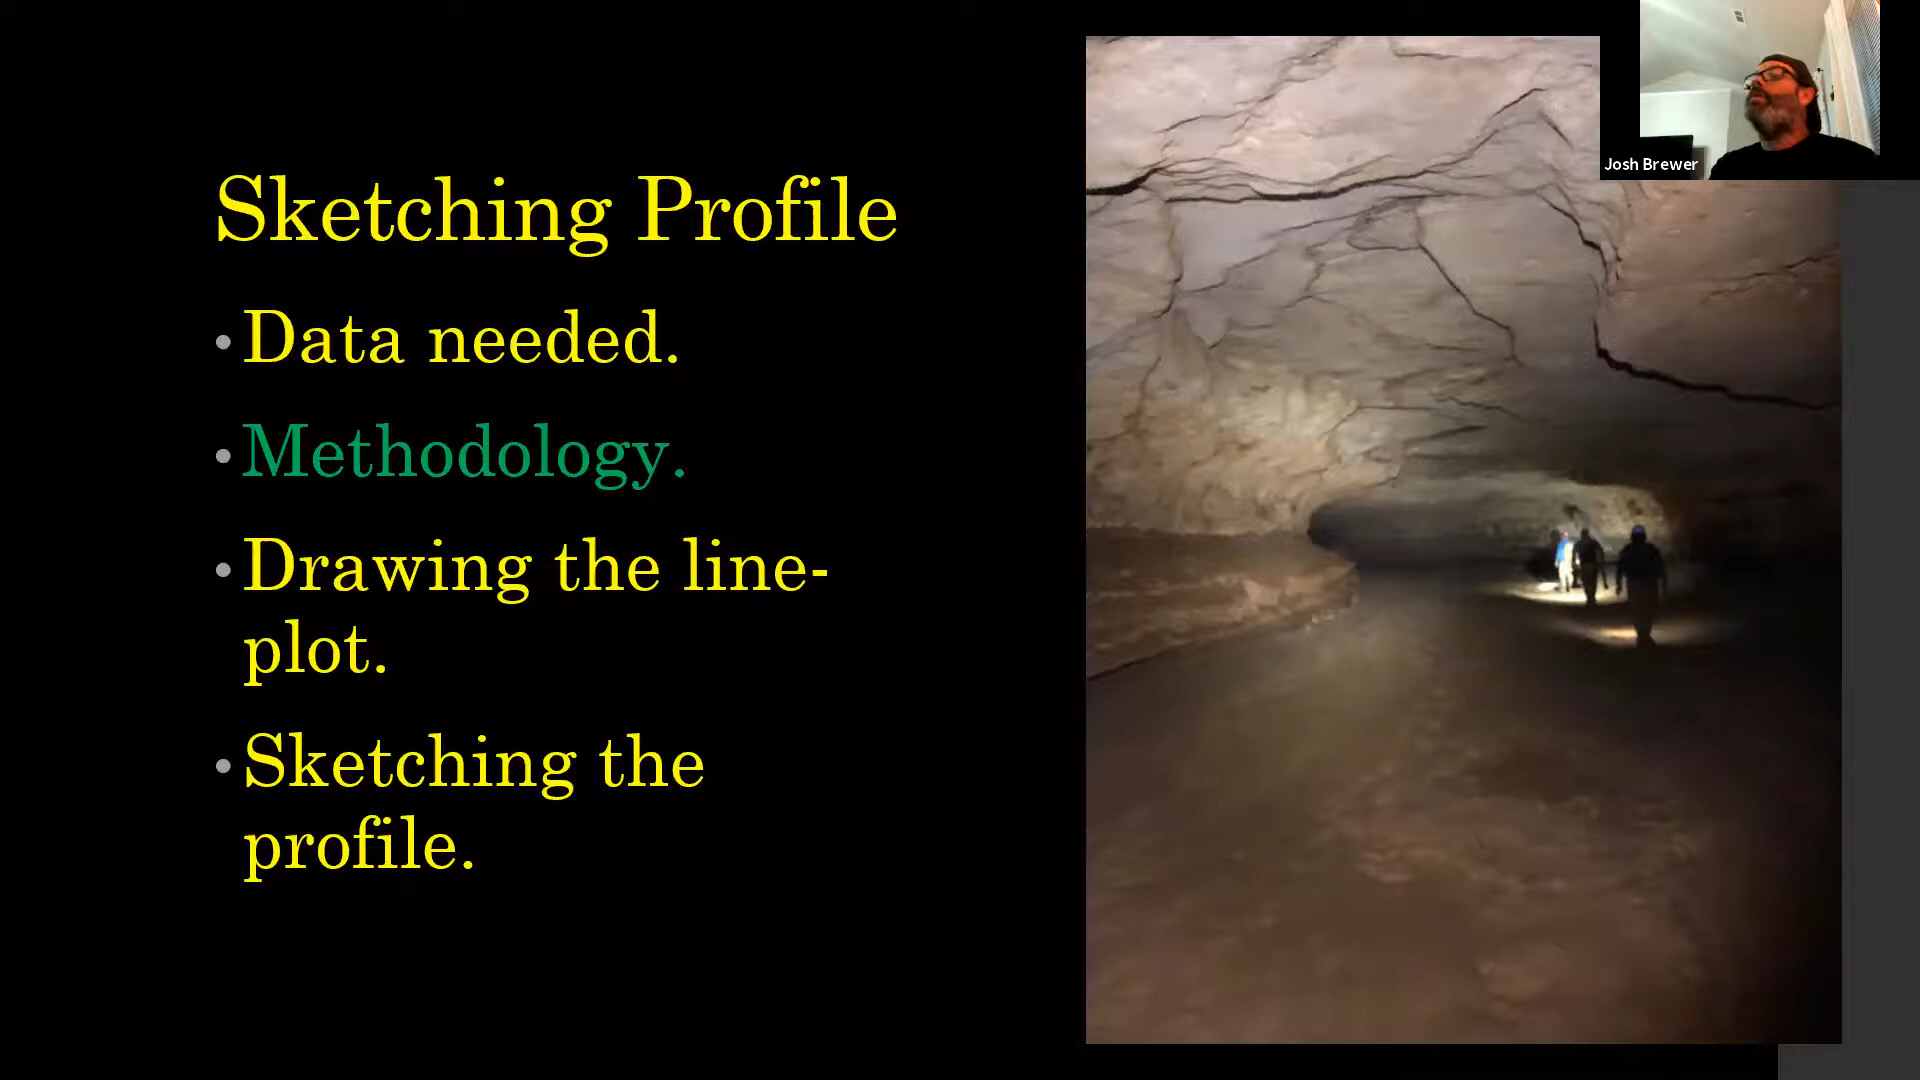 Sketching Profile
• Data needed.
• Methodology.
• Drawing the line-
plot.
• Sketching the
profile.
Josh Brewer